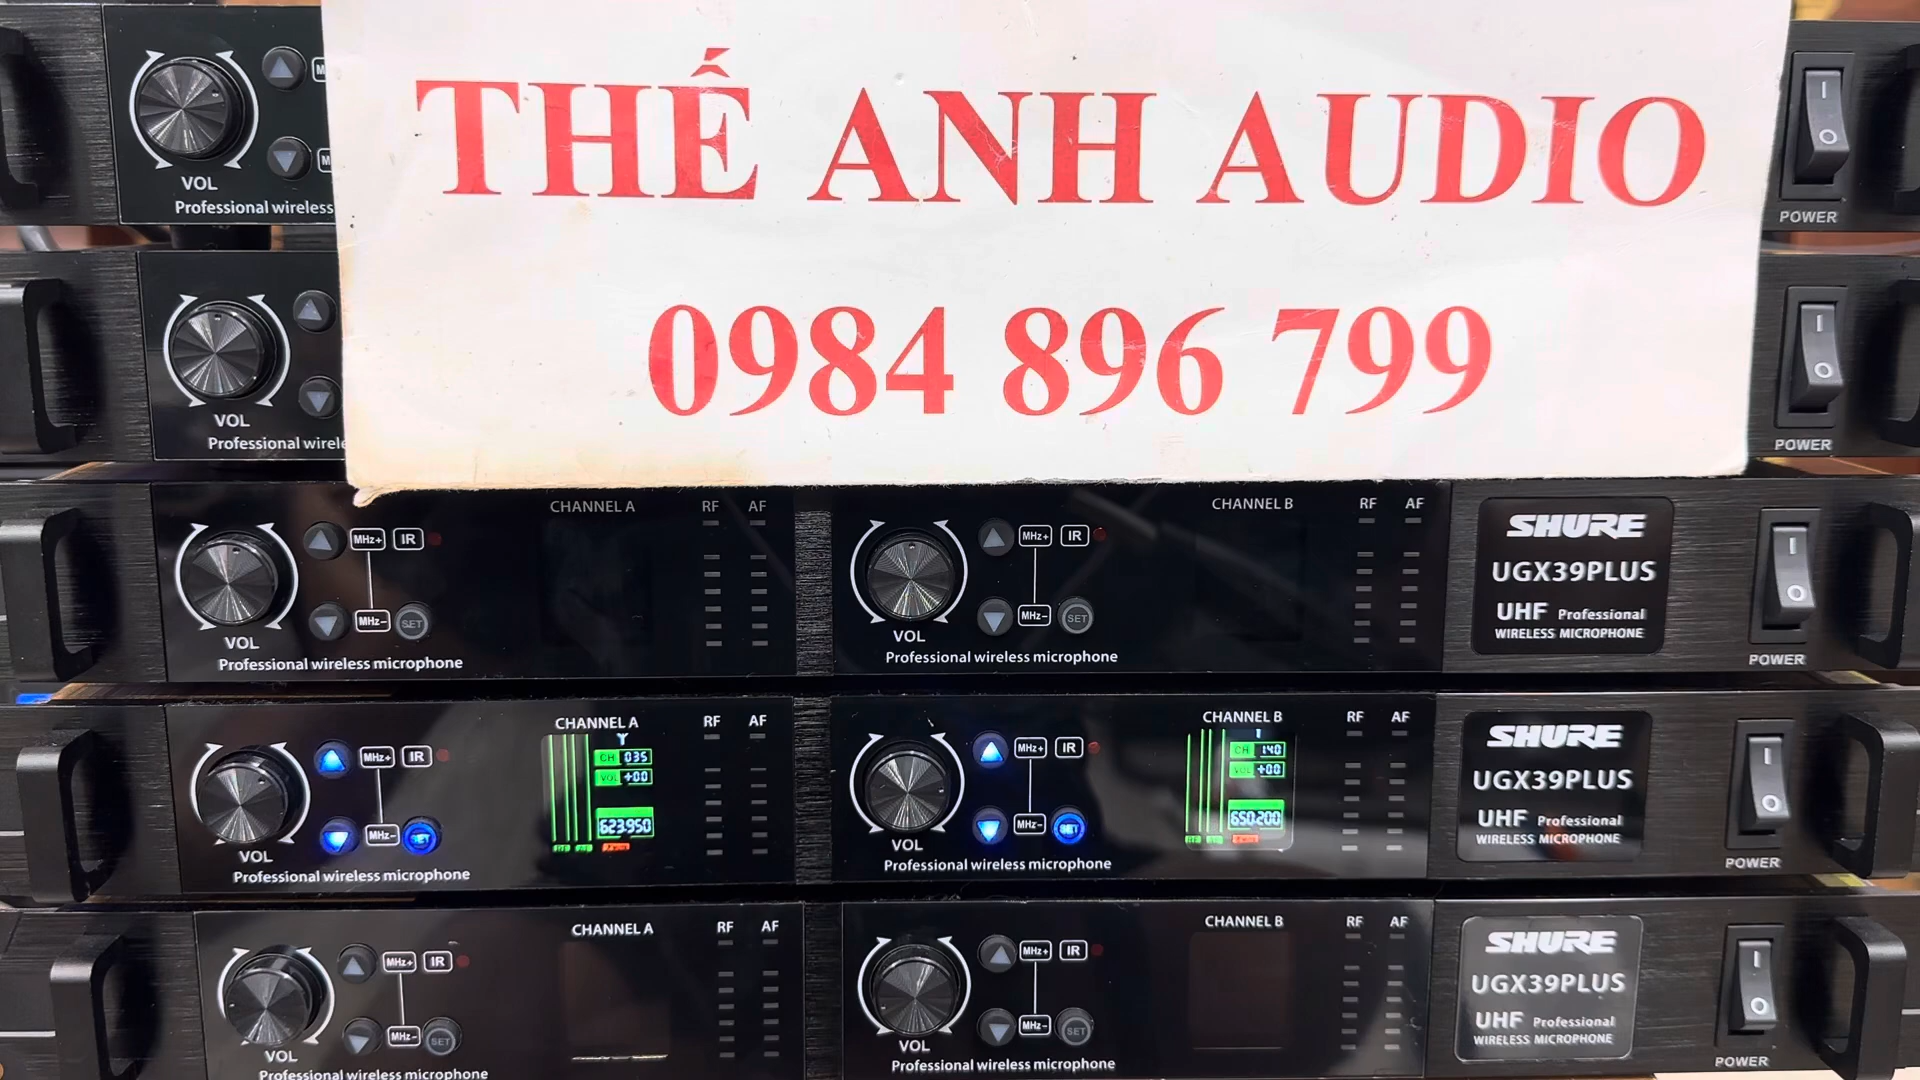 THẾ ANH AUDIO
0984 896 799
VOL
Professional wireless
POWER
VOL
Professional wirele
POWER
CHANNEL A RF AF
MHz+ IR
MHz− SET
VOL
Professional wireless microphone
CHANNEL B RF AF
MHz+ IR
MHz− SET
VOL
Professional wireless microphone
SHURE
UGX39PLUS
UHF Professional
WIRELESS MICROPHONE
POWER
CHANNEL A RF AF
MHz+ IR
CH 035
VOL +00
MHz− SET
623.950
VOL
Professional wireless microphone
CHANNEL B RF AF
MHz+ IR
CH 140
VOL +00
MHz− SET
650.200
VOL
Professional wireless microphone
SHURE
UGX39PLUS
UHF Professional
WIRELESS MICROPHONE
POWER
CHANNEL A RF AF
MHz+ IR
MHz− SET
VOL
Professional wireless microphone
CHANNEL B RF AF
MHz+ IR
MHz− SET
VOL
Professional wireless microphone
SHURE
UGX39PLUS
UHF Professional
WIRELESS MICROPHONE
POWER